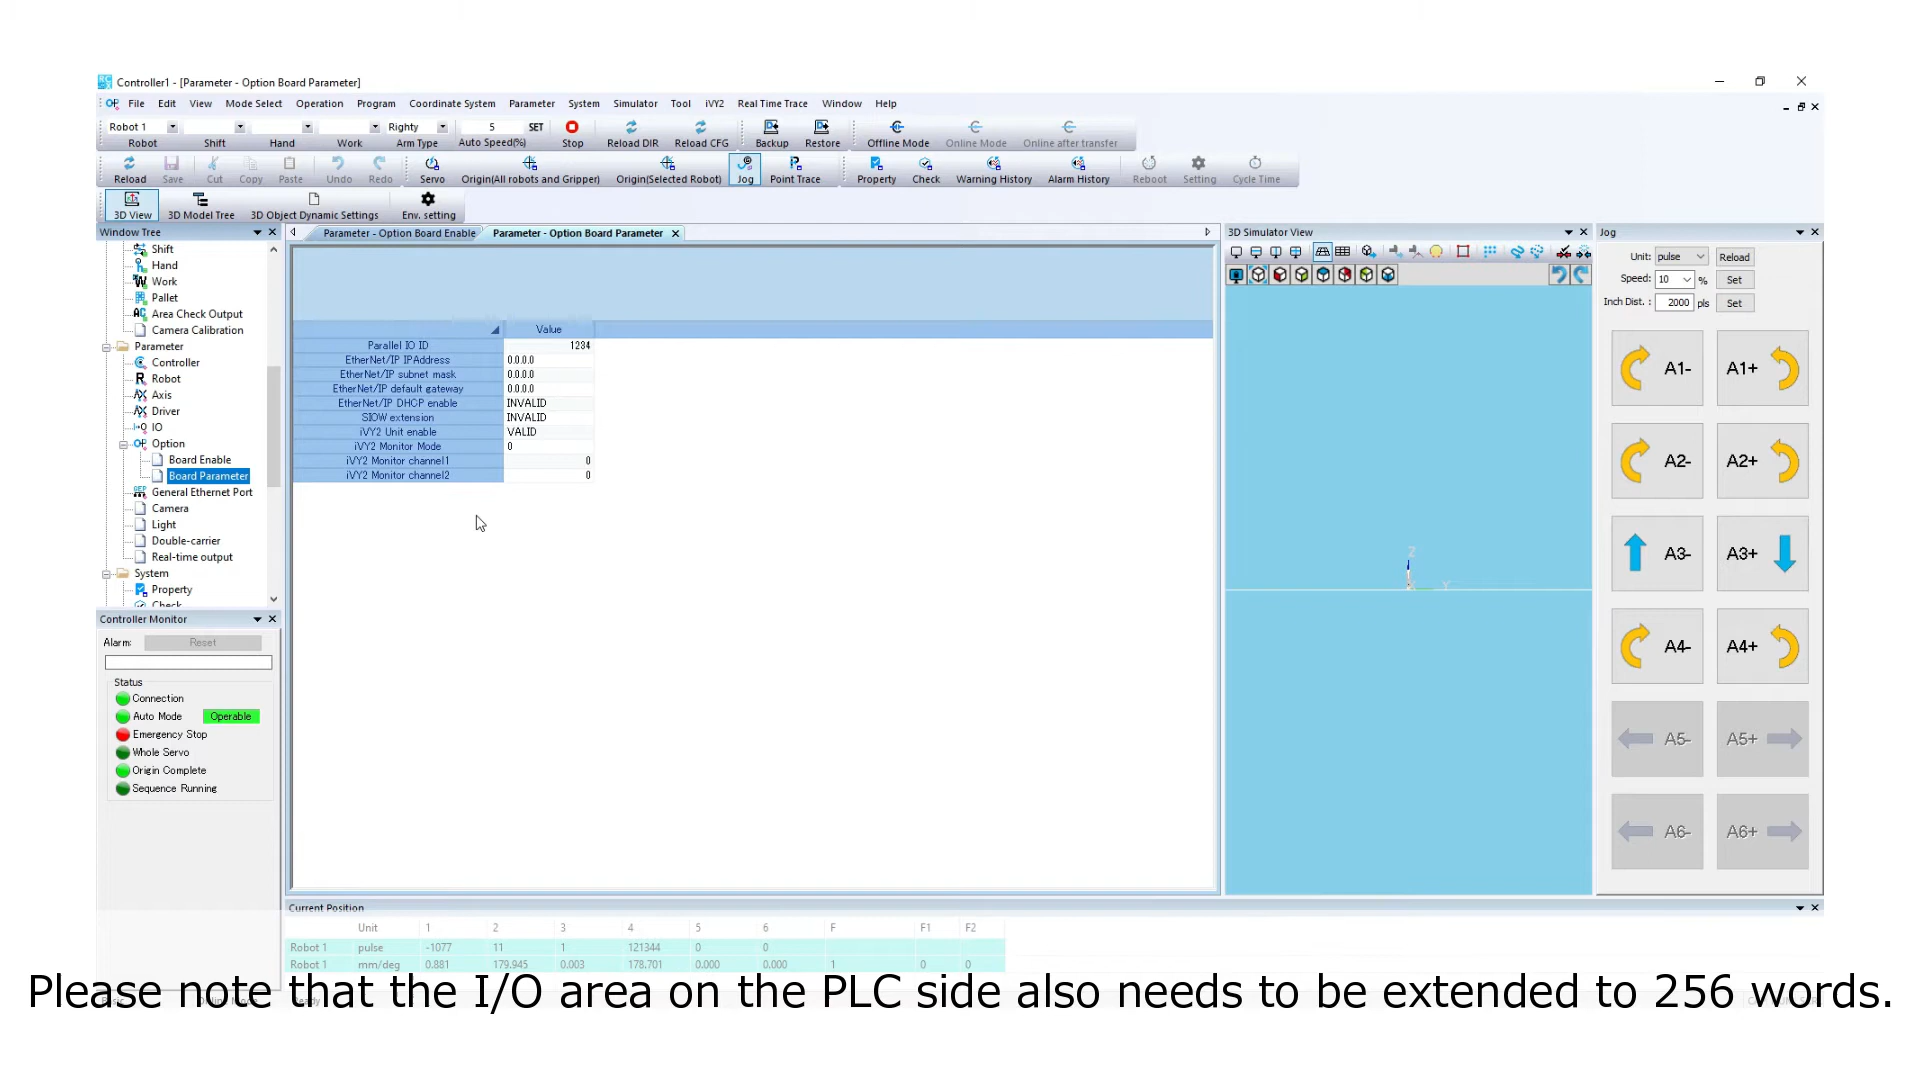 Controller1 - [Parameter - Option Board Parameter]
File Edit View Mode Select Operation Program Coordinate System Parameter System Simulator Tool iVY2 Real Time Trace Window Help
Robot 1 Righty 5 SET
Robot Shift Hand Work Arm Type Auto Speed(%) Stop Reload DIR Reload CFG Backup Restore Offline Mode Online Mode Online after transfer
Reload Save Cut Copy Paste Undo Redo Servo Origin(All robots and Gripper) Origin(Selected Robot) Jog Point Trace Property Check Warning History Alarm History Reboot Setting Cycle Time
3D View 3D Model Tree 3D Object Dynamic Settings Env. setting
Window Tree
Shift
Hand
Work
Pallet
Area Check Output
Camera Calibration
Parameter
Controller
Robot
Axis
Driver
IO
Option
Board Enable
Board Parameter
General Ethernet Port
Camera
Light
Double-carrier
Real-time output
System
Property
Check
Controller Monitor
Alarm: Reset
Status
Connection
Auto Mode Operable
Emergency Stop
Whole Servo
Origin Complete
Sequence Running
Parameter - Option Board Enable Parameter - Option Board Parameter
Value
Parallel IO ID 1234
EtherNet/IP IPAddress 0.0.0.0
EtherNet/IP subnet mask 0.0.0.0
EtherNet/IP default gateway 0.0.0.0
EtherNet/IP DHCP enable INVALID
SIOW extension INVALID
iVY2 Unit enable VALID
iVY2 Monitor Mode 0
iVY2 Monitor channel1 0
iVY2 Monitor channel2 0
3D Simulator View
Z
Y
Jog
Unit: pulse Reload
Speed: 10 % Set
Inch Dist. : 2000 pls Set
A1- A1+
A2- A2+
A3- A3+
A4- A4+
A5- A5+
A6- A6+
Current Position
Unit 1 2 3 4 5 6 F F1 F2
Robot 1 pulse -1077 11 1 121344 0 0
Robot 1 mm/deg 0.881 179.945 0.003 178.701 0.000 0.000 1 0 0
Please note that the I/O area on the PLC side also needs to be extended to 256 words.